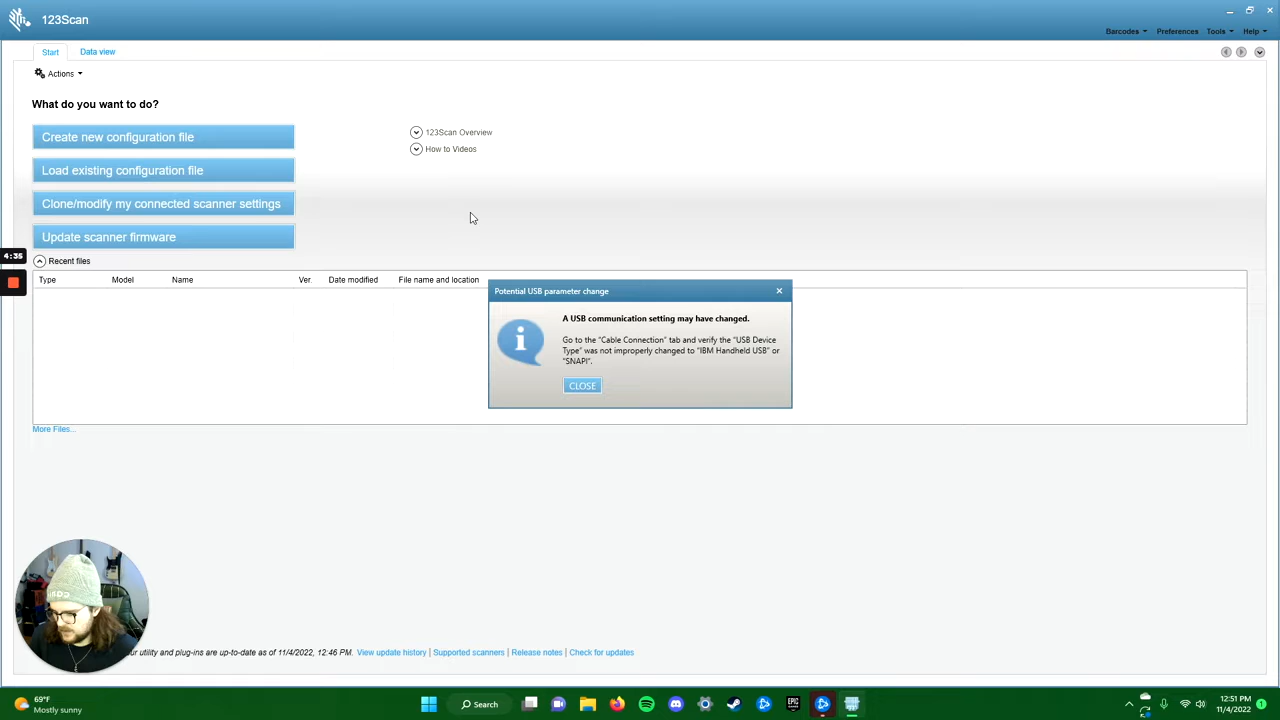 123Scan
Barcodes Preferences Tools Help
Start Data view
Actions
What do you want to do?
Create new configuration file
Load existing configuration file
Clone/modify my connected scanner settings
Update scanner firmware
123Scan Overview
How to Videos
4:35
Recent files
Type Model Name Ver. Date modified File name and location
Potential USB parameter change
A USB communication setting may have changed.
Go to the "Cable Connection" tab and verify the "USB Device
Type" was not improperly changed to "IBM Handheld USB" or
"SNAPI".
CLOSE
More Files...
ur utility and plug-ins are up-to-date as of 11/4/2022, 12:46 PM. View update history | Supported scanners | Release notes | Check for updates
69°F
Mostly sunny
Search
EPIC
12:51 PM
11/4/2022
1